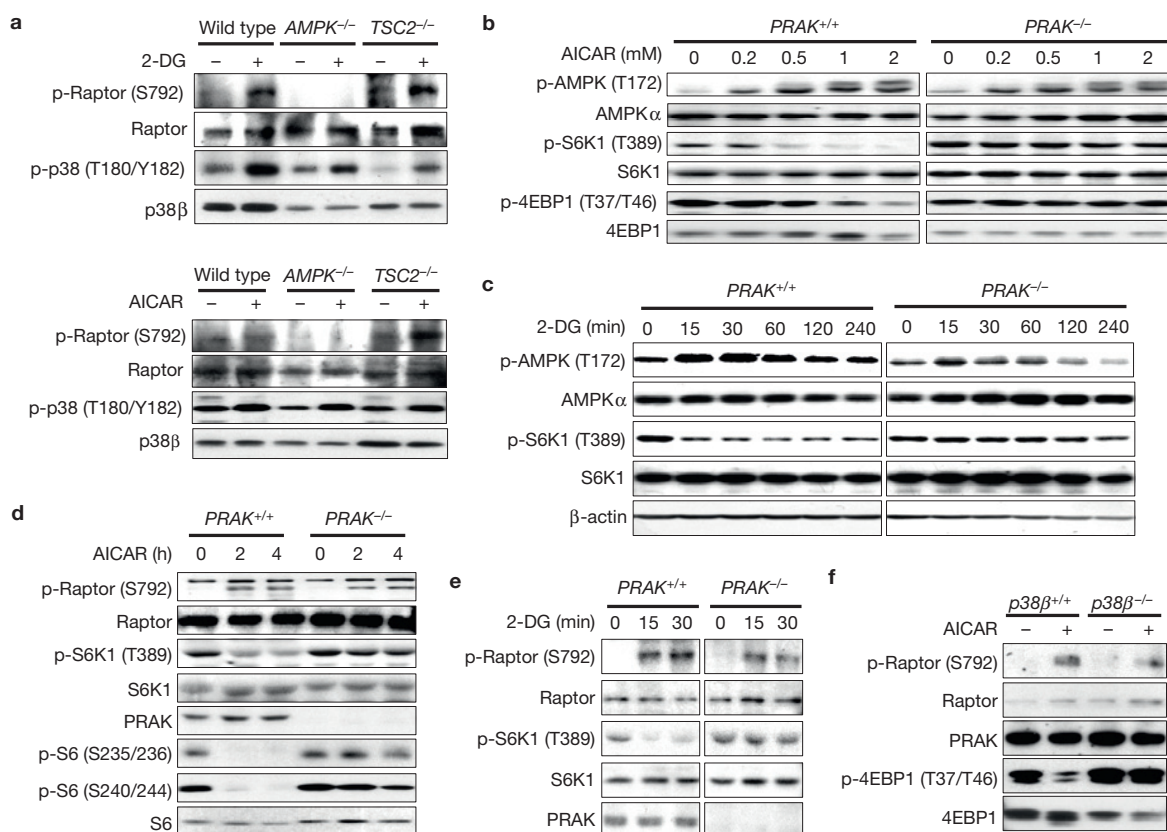 a
Wild type AMPK–/– TSC2–/–
2-DG – + – + – +
p-Raptor (S792)
Raptor
p-p38 (T180/Y182)
p38β
Wild type AMPK–/– TSC2–/–
AICAR – + – + – +
p-Raptor (S792)
Raptor
p-p38 (T180/Y182)
p38β
b
PRAK+/+ PRAK–/–
AICAR (mM) 0 0.2 0.5 1 2 0 0.2 0.5 1 2
p-AMPK (T172)
AMPKα
p-S6K1 (T389)
S6K1
p-4EBP1 (T37/T46)
4EBP1
c
PRAK+/+ PRAK–/–
2-DG (min) 0 15 30 60 120 240 0 15 30 60 120 240
p-AMPK (T172)
AMPKα
p-S6K1 (T389)
S6K1
β-actin
d
PRAK+/+ PRAK–/–
AICAR (h) 0 2 4 0 2 4
p-Raptor (S792)
Raptor
p-S6K1 (T389)
S6K1
PRAK
p-S6 (S235/236)
p-S6 (S240/244)
S6
e
PRAK+/+ PRAK–/–
2-DG (min) 0 15 30 0 15 30
p-Raptor (S792)
Raptor
p-S6K1 (T389)
S6K1
PRAK
f
p38β+/+ p38β–/–
AICAR – + – +
p-Raptor (S792)
Raptor
PRAK
p-4EBP1 (T37/T46)
4EBP1